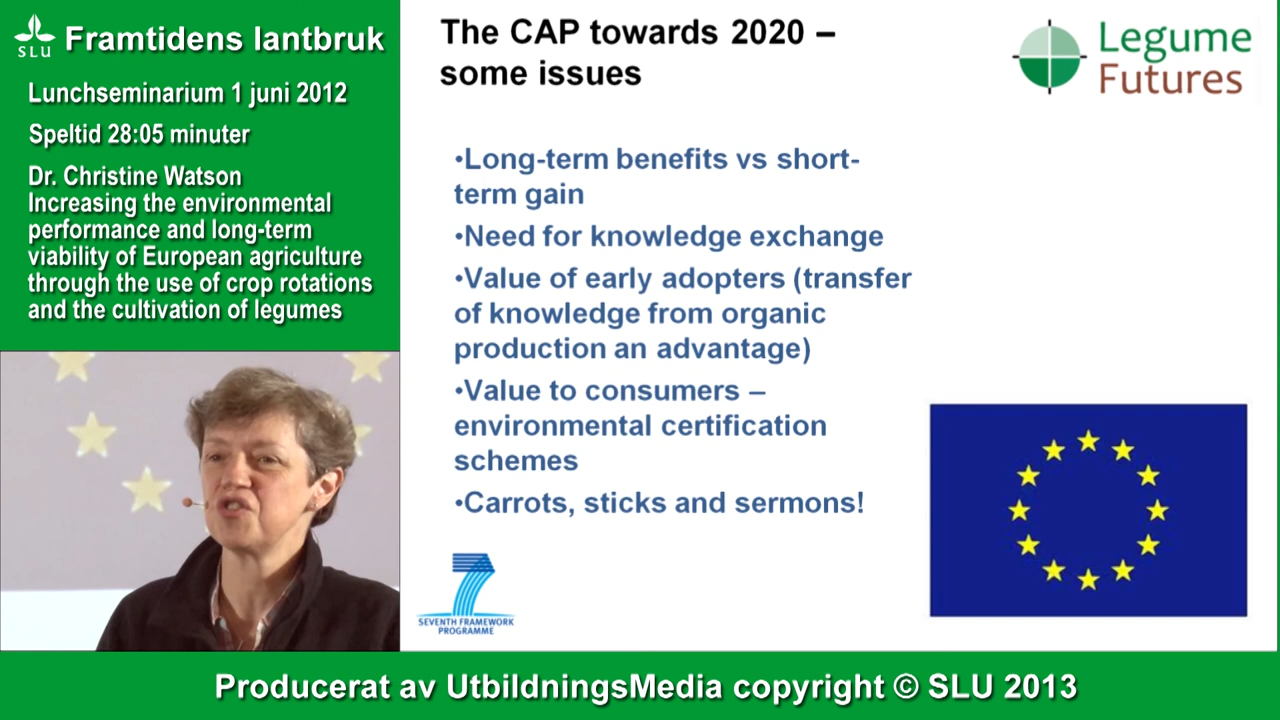 SLU
Framtidens lantbruk
Lunchseminarium 1 juni 2012
Speltid 28:05 minuter
Dr. Christine Watson
Increasing the environmental
performance and long-term
viability of European agriculture
through the use of crop rotations
and the cultivation of legumes
The CAP towards 2020 –
some issues
Legume
Futures
•Long-term benefits vs short-
term gain
•Need for knowledge exchange
•Value of early adopters (transfer
of knowledge from organic
production an advantage)
•Value to consumers –
environmental certification
schemes
•Carrots, sticks and sermons!
7
SEVENTH FRAMEWORK
PROGRAMME
Producerat av UtbildningsMedia copyright © SLU 2013